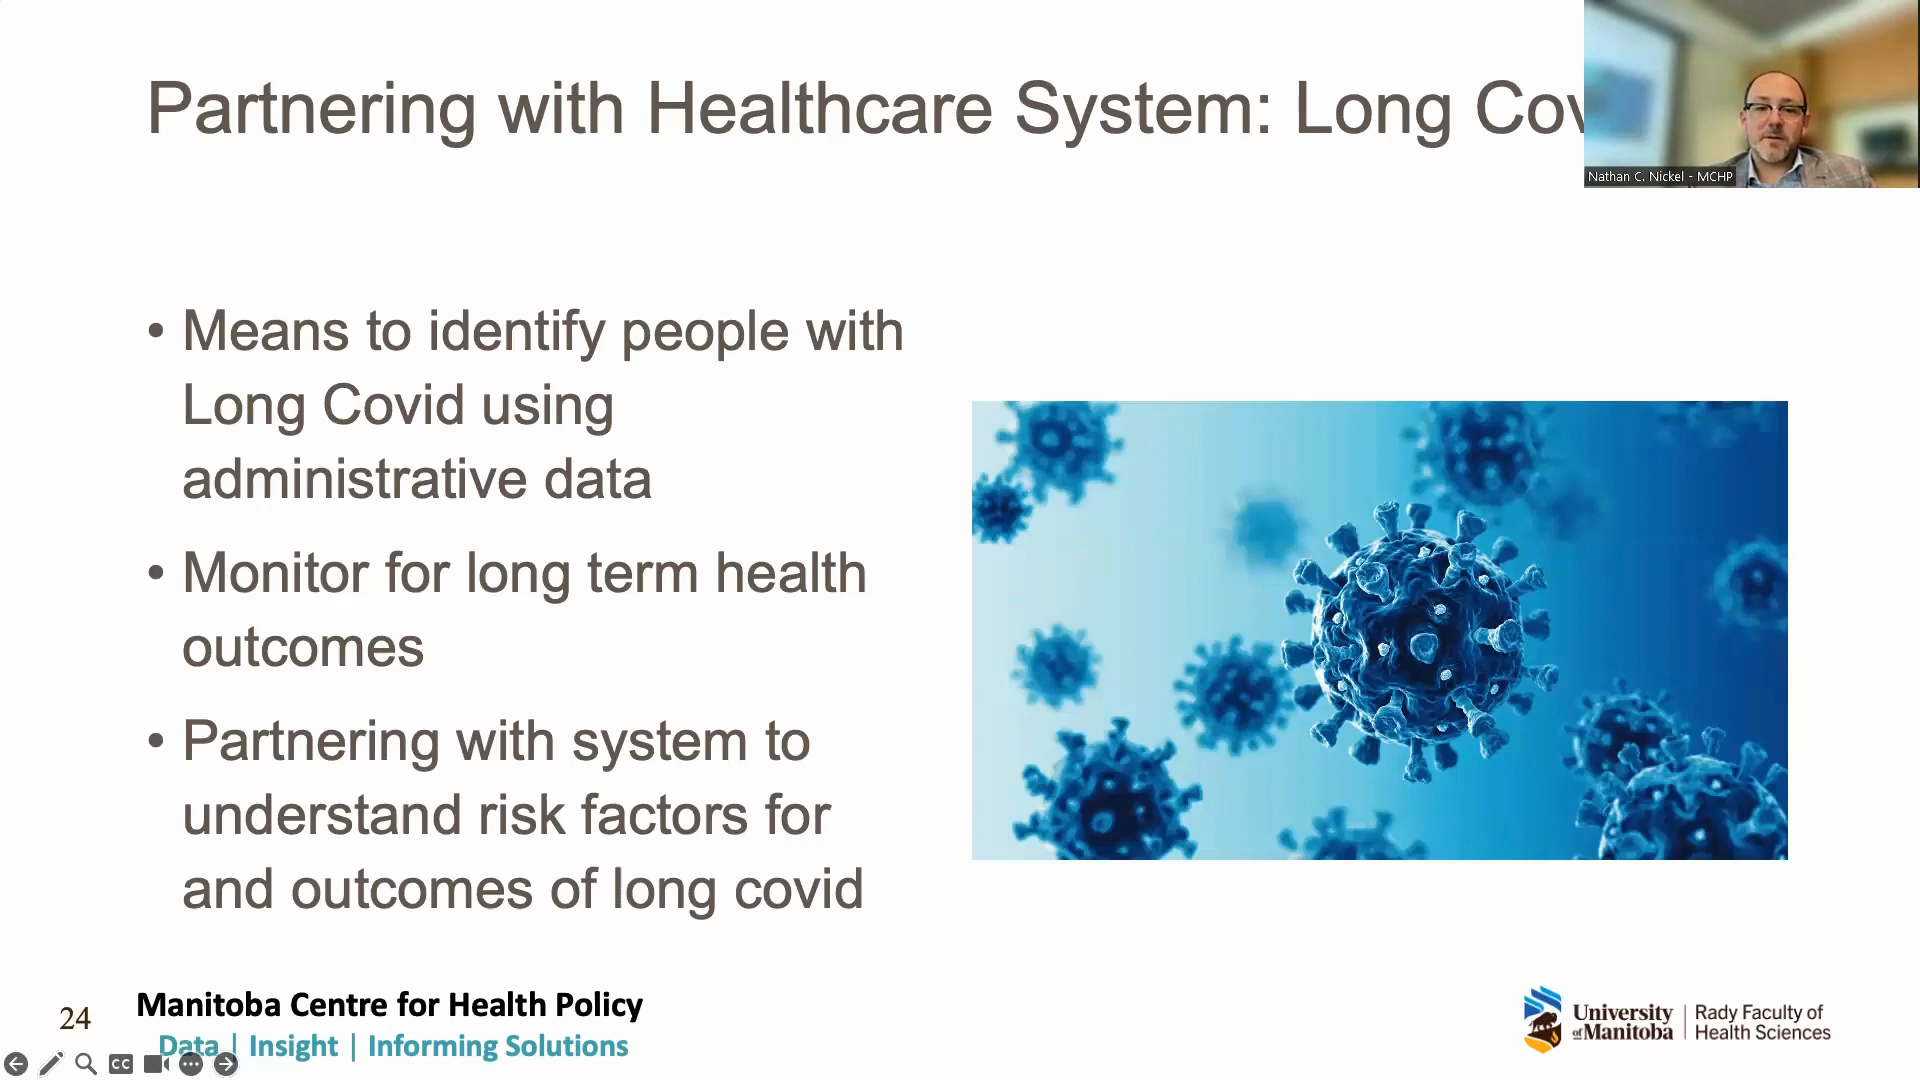 Partnering with Healthcare System: Long Cov
Nathan C. Nickel - MCHP
• Means to identify people with
Long Covid using
administrative data
• Monitor for long term health
outcomes
• Partnering with system to
understand risk factors for
and outcomes of long covid
24
Manitoba Centre for Health Policy
Data | Insight | Informing Solutions
CC
University
of Manitoba
Rady Faculty of
Health Sciences